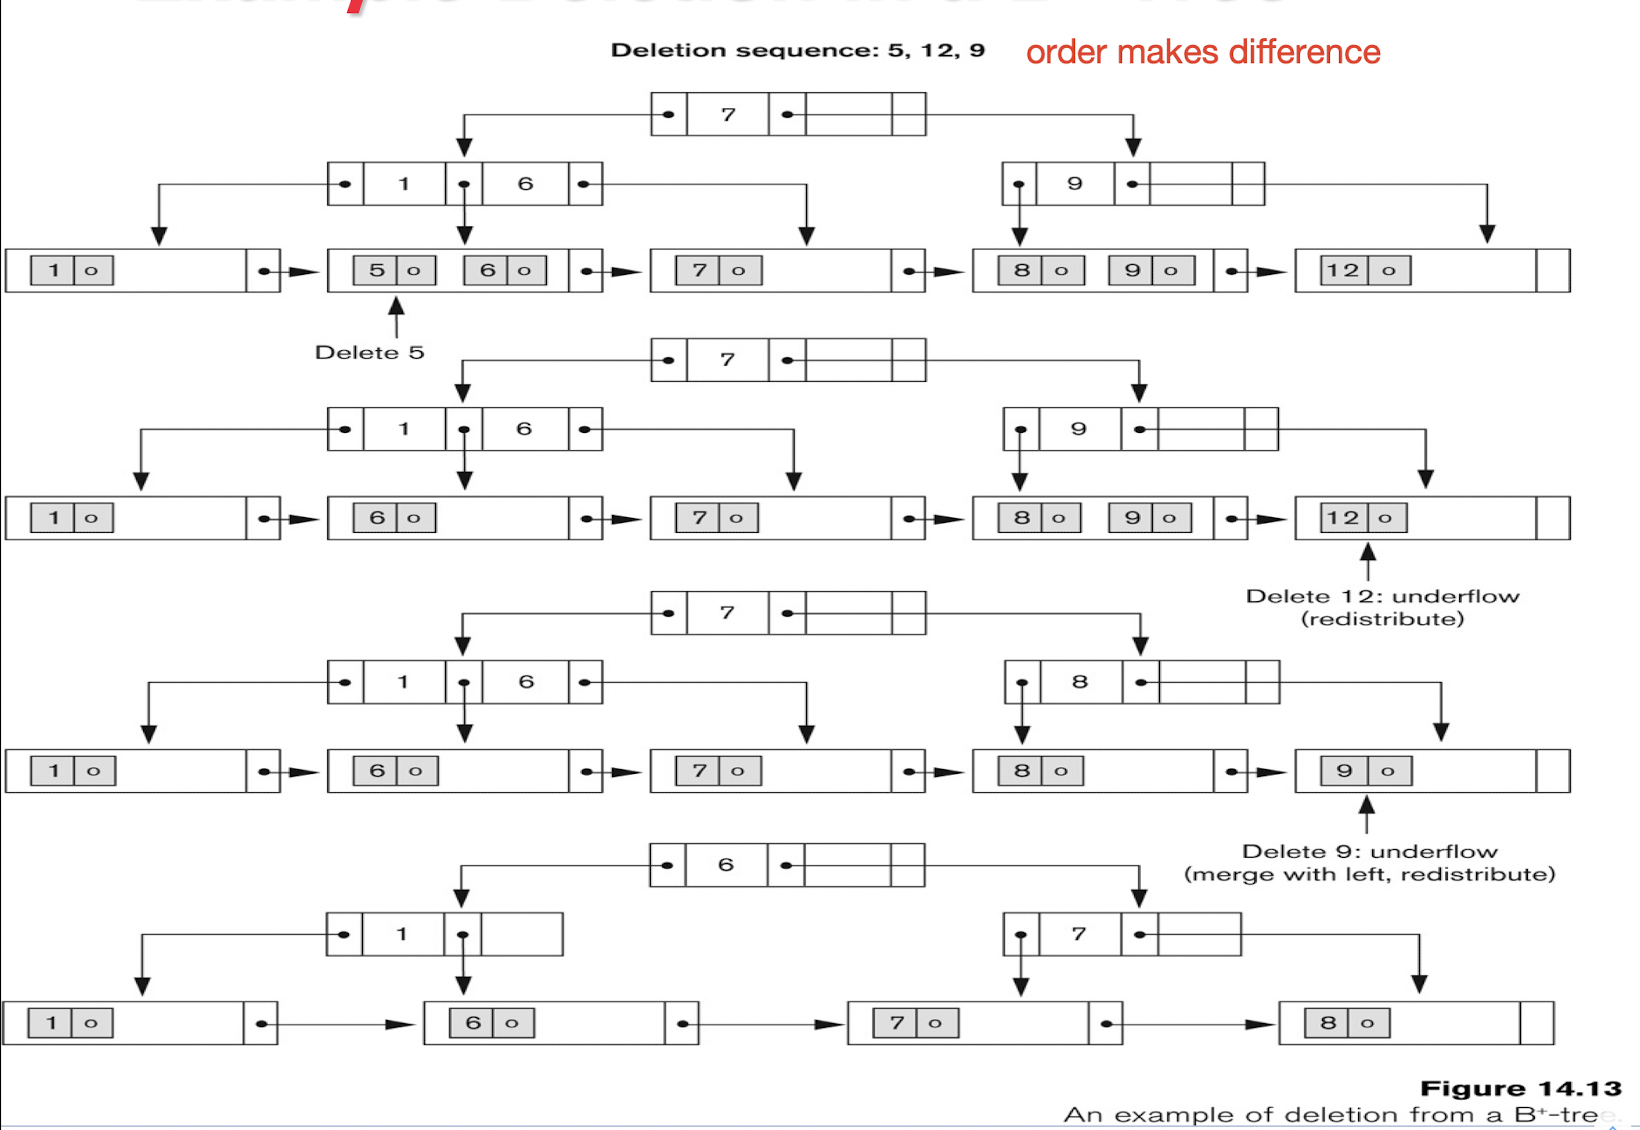 Deletion sequence: 5, 12, 9 order makes difference
7
1 6 9
1 o 5 o 6 o 7 o 8 o 9 o 12 o
Delete 5
7
1 6 9
1 o 6 o 7 o 8 o 9 o 12 o
Delete 12: underflow
(redistribute)
7
1 6 8
1 o 6 o 7 o 8 o 9 o
Delete 9: underflow
(merge with left, redistribute)
6
1 7
1 o 6 o 7 o 8 o
Figure 14.13
An example of deletion from a B+-tree.